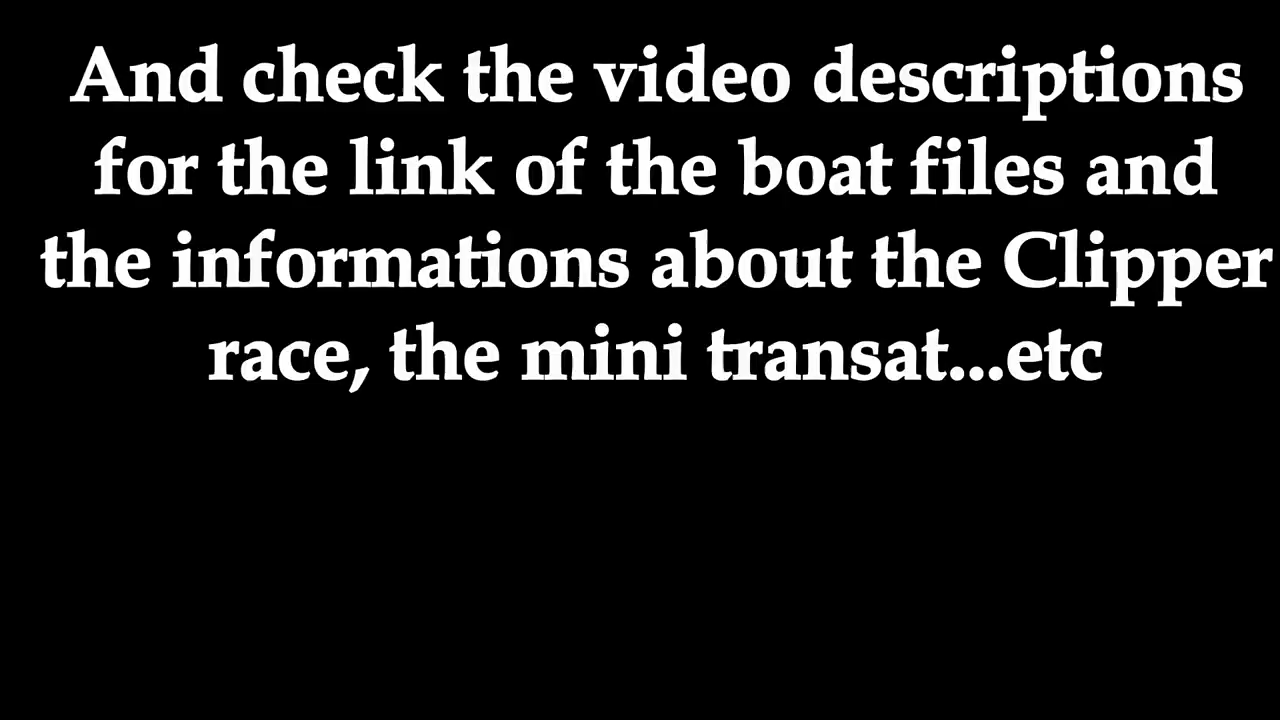 And check the video descriptions
for the link of the boat files and
the informations about the Clipper
race, the mini transat...etc